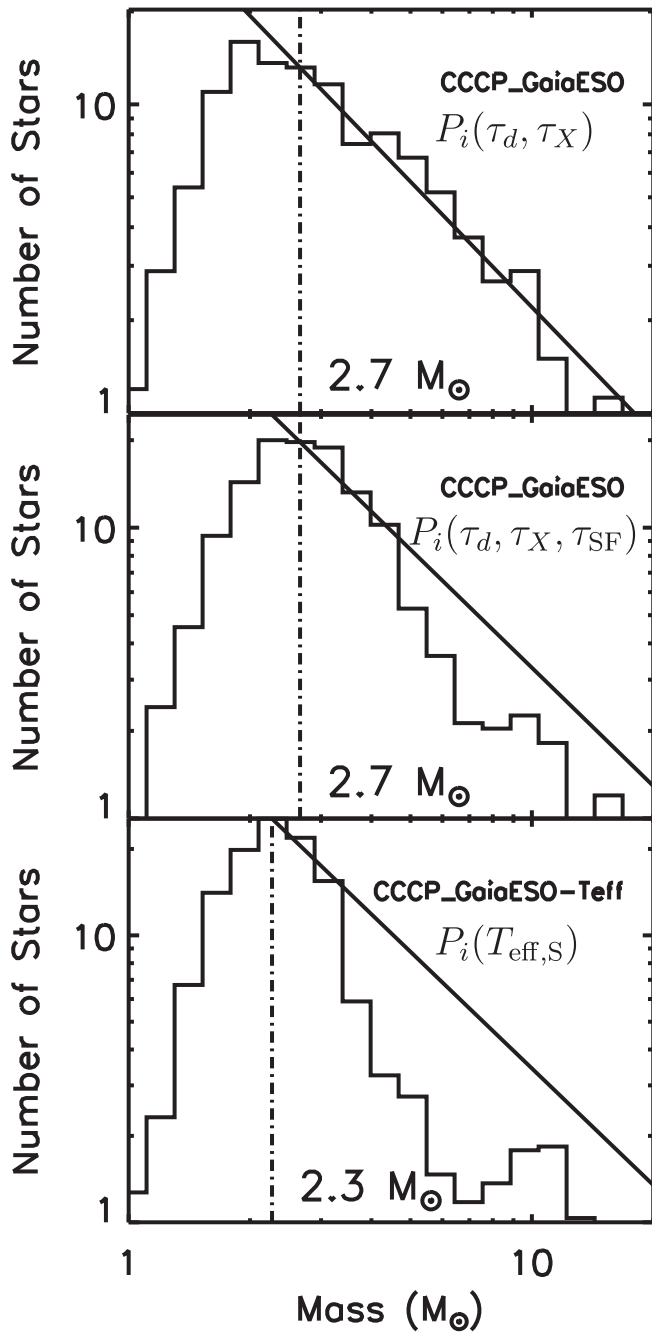 Number of Stars
10
1
CCCP_GaiaESO
P_i(τ_d, τ_X)
2.7 M⊙
Number of Stars
10
1
CCCP_GaiaESO
P_i(τ_d, τ_X, τ_SF)
2.7 M⊙
Number of Stars
10
1
CCCP_GaiaESO-Teff
P_i(T_eff,S)
2.3 M⊙
1
10
Mass (M⊙)